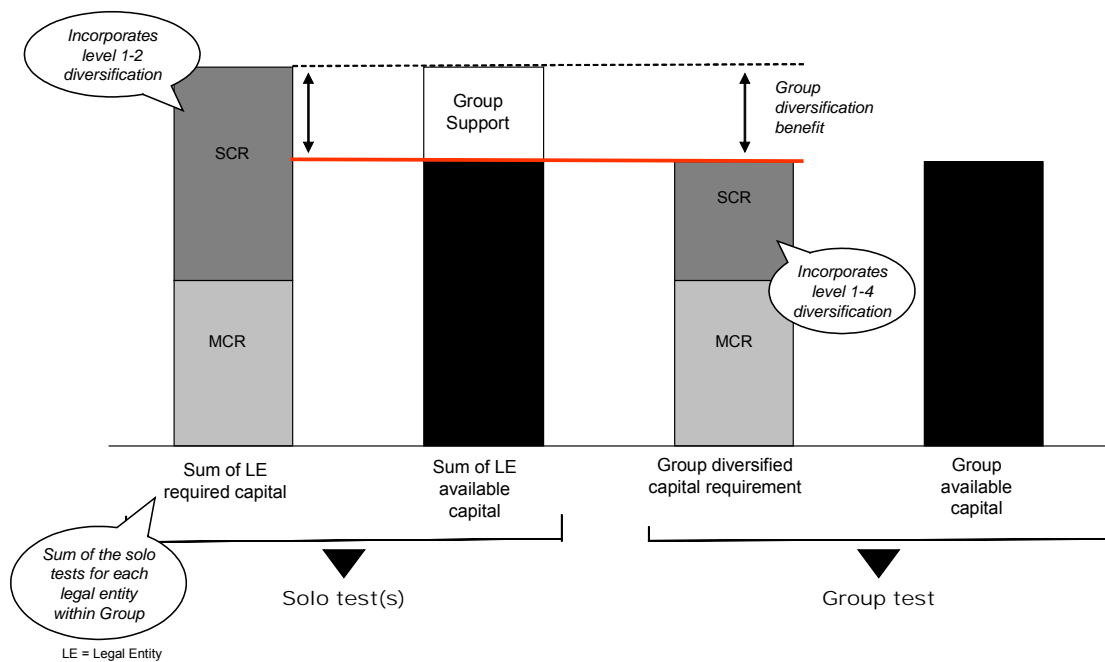 Incorporates
level 1-2
diversification
Group
Support
Group
diversification
benefit
SCR
SCR
Incorporates
level 1-4
diversification
MCR
MCR
Sum of LE
required capital
Sum of LE
available
capital
Group diversified
capital requirement
Group
available
capital
Sum of the solo
tests for each
legal entity
within Group
Solo test(s)
Group test
LE = Legal Entity